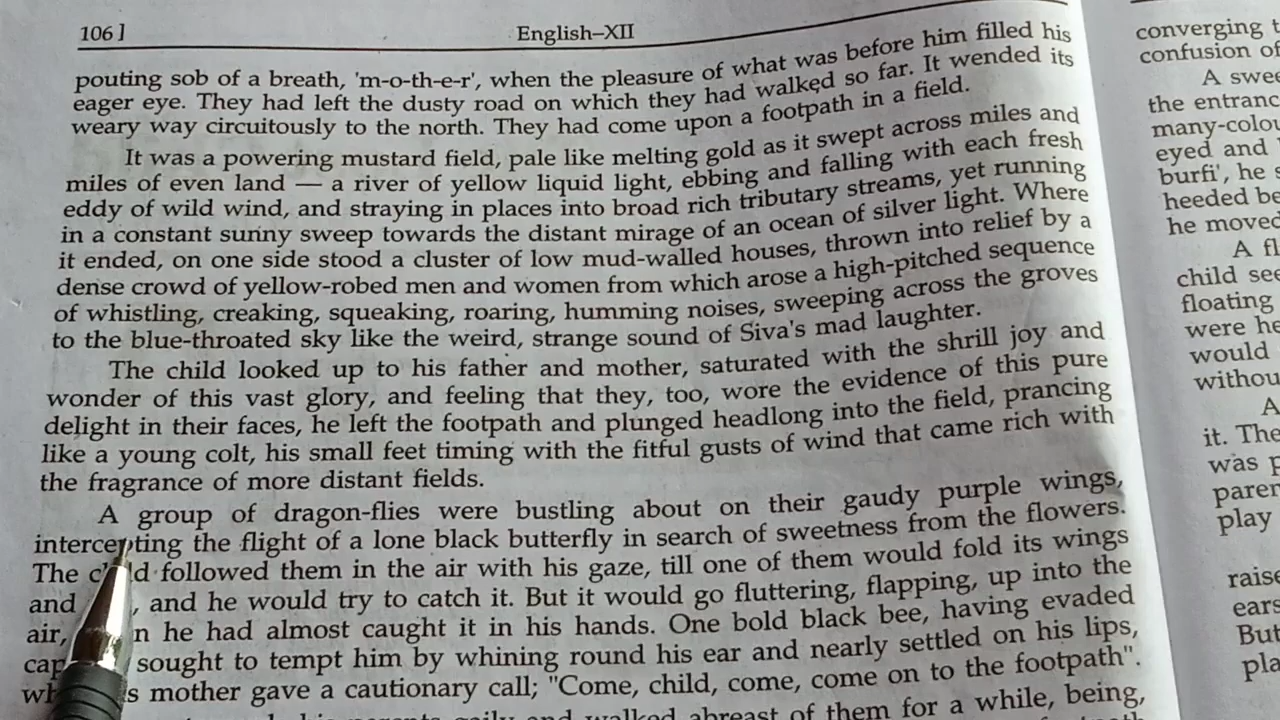 106]
English–XII
pouting sob of a breath, 'm-o-th-e-r', when the pleasure of what was before him filled his
eager eye. They had left the dusty road on which they had walked so far. It wended its
weary way circuitously to the north. They had come upon a footpath in a field.
It was a powering mustard field, pale like melting gold as it swept across miles and
miles of even land — a river of yellow liquid light, ebbing and falling with each fresh
eddy of wild wind, and straying in places into broad rich tributary streams, yet running
in a constant sunny sweep towards the distant mirage of an ocean of silver light. Where
it ended, on one side stood a cluster of low mud-walled houses, thrown into relief by a
dense crowd of yellow-robed men and women from which arose a high-pitched sequence
of whistling, creaking, squeaking, roaring, humming noises, sweeping across the groves
to the blue-throated sky like the weird, strange sound of Siva's mad laughter.
The child looked up to his father and mother, saturated with the shrill joy and
wonder of this vast glory, and feeling that they, too, wore the evidence of this pure
delight in their faces, he left the footpath and plunged headlong into the field, prancing
like a young colt, his small feet timing with the fitful gusts of wind that came rich with
the fragrance of more distant fields.
A group of dragon-flies were bustling about on their gaudy purple wings,
intercepting the flight of a lone black butterfly in search of sweetness from the flowers.
The child followed them in the air with his gaze, till one of them would fold its wings
and , and he would try to catch it. But it would go fluttering, flapping, up into the
air, he had almost caught it in his hands. One bold black bee, having evaded
sought to tempt him by whining round his ear and nearly settled on his lips,
mother gave a cautionary call; "Come, child, come, come on to the footpath".
walked abreast of them for a while, being,
converging
confusion of
A
the
many-
eyed and
burfi', he
heeded
he moved
A
child
floating
were
would
A
it. The
was
play
But